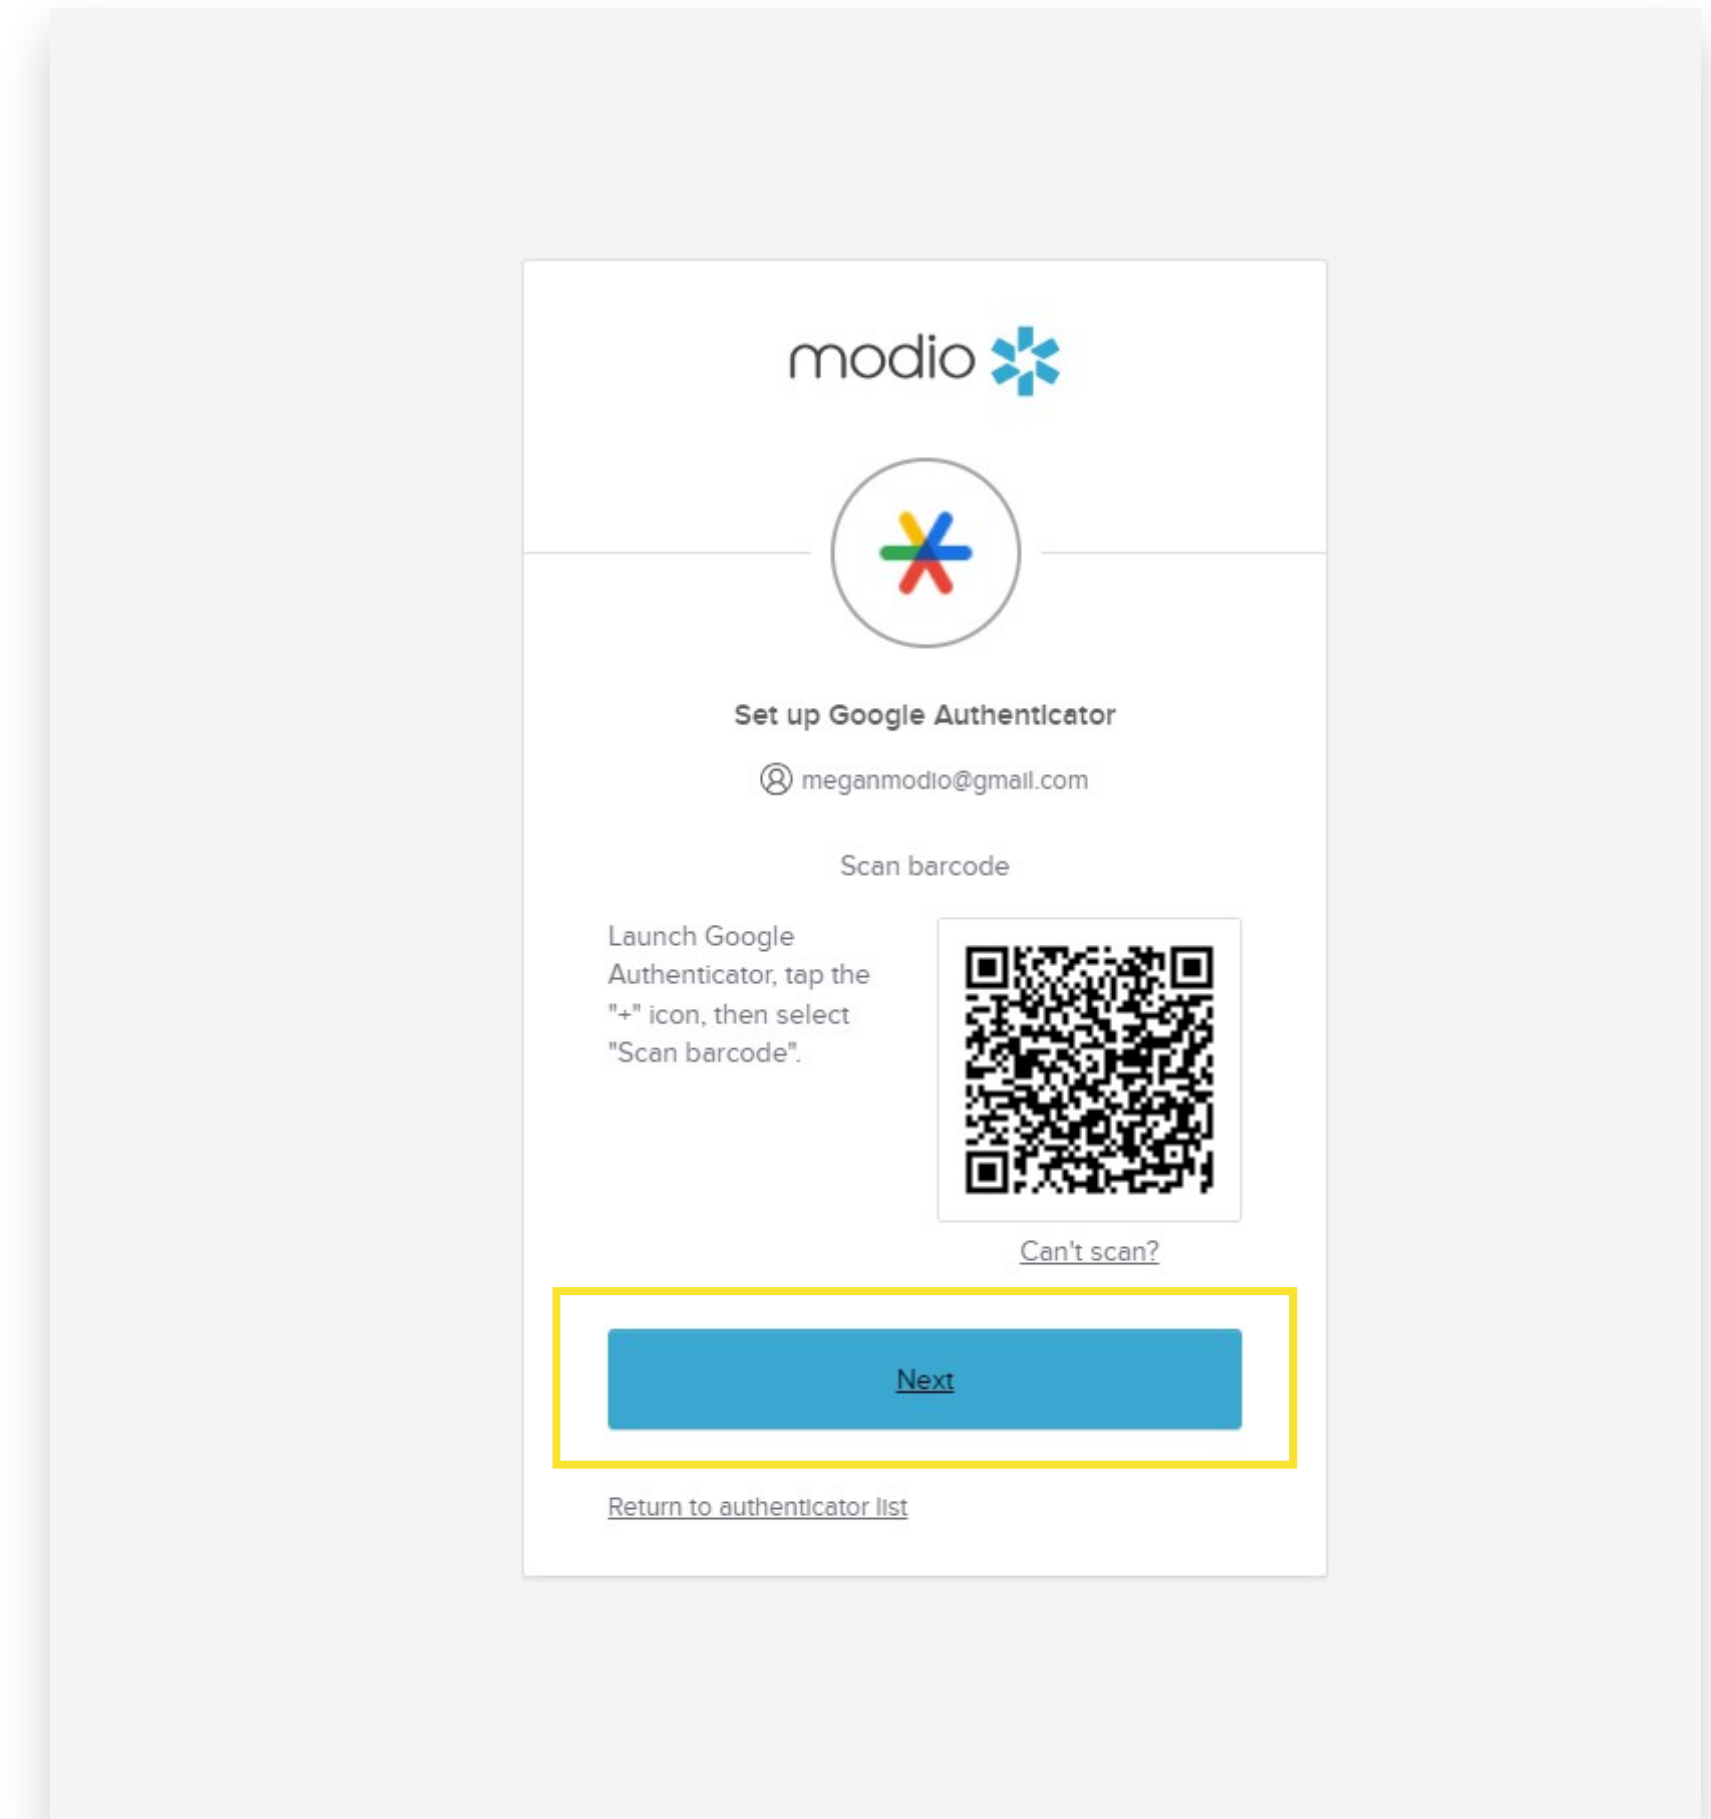 modio
Set up Google Authenticator
meganmodio@gmail.com
Scan barcode
Launch Google
Authenticator, tap the
"+" icon, then select
"Scan barcode".
Can't scan?
Next
Return to authenticator list